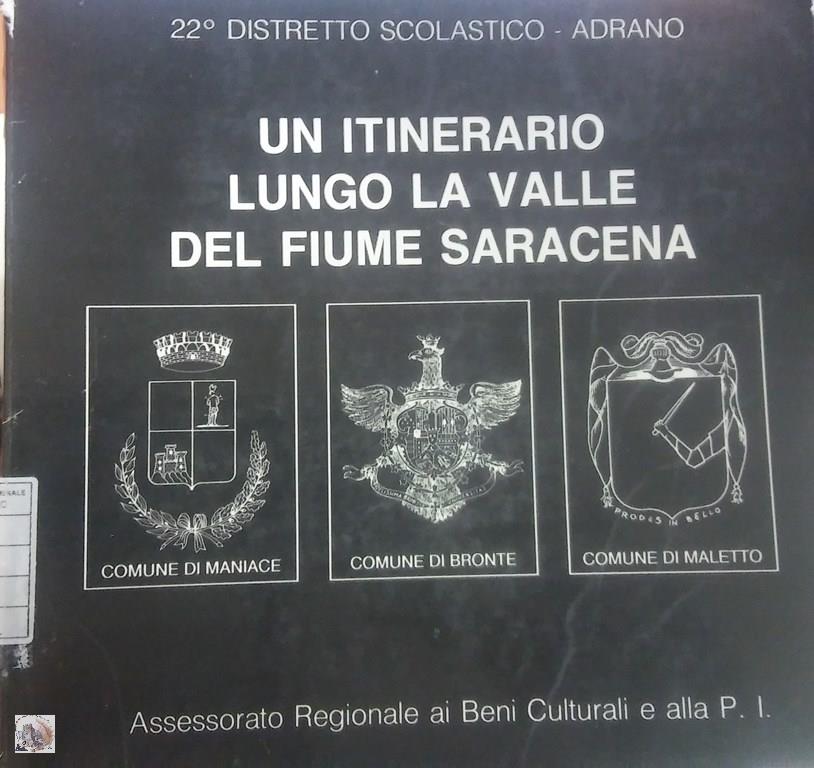 22° DISTRETTO SCOLASTICO - ADRANO
UN ITINERARIO
LUNGO LA VALLE
DEL FIUME SARACENA
PRODES IN BELLO
COMUNE DI MANIACE
COMUNE DI BRONTE
COMUNE DI MALETTO
Assessorato Regionale ai Beni Culturali e alla P. I.